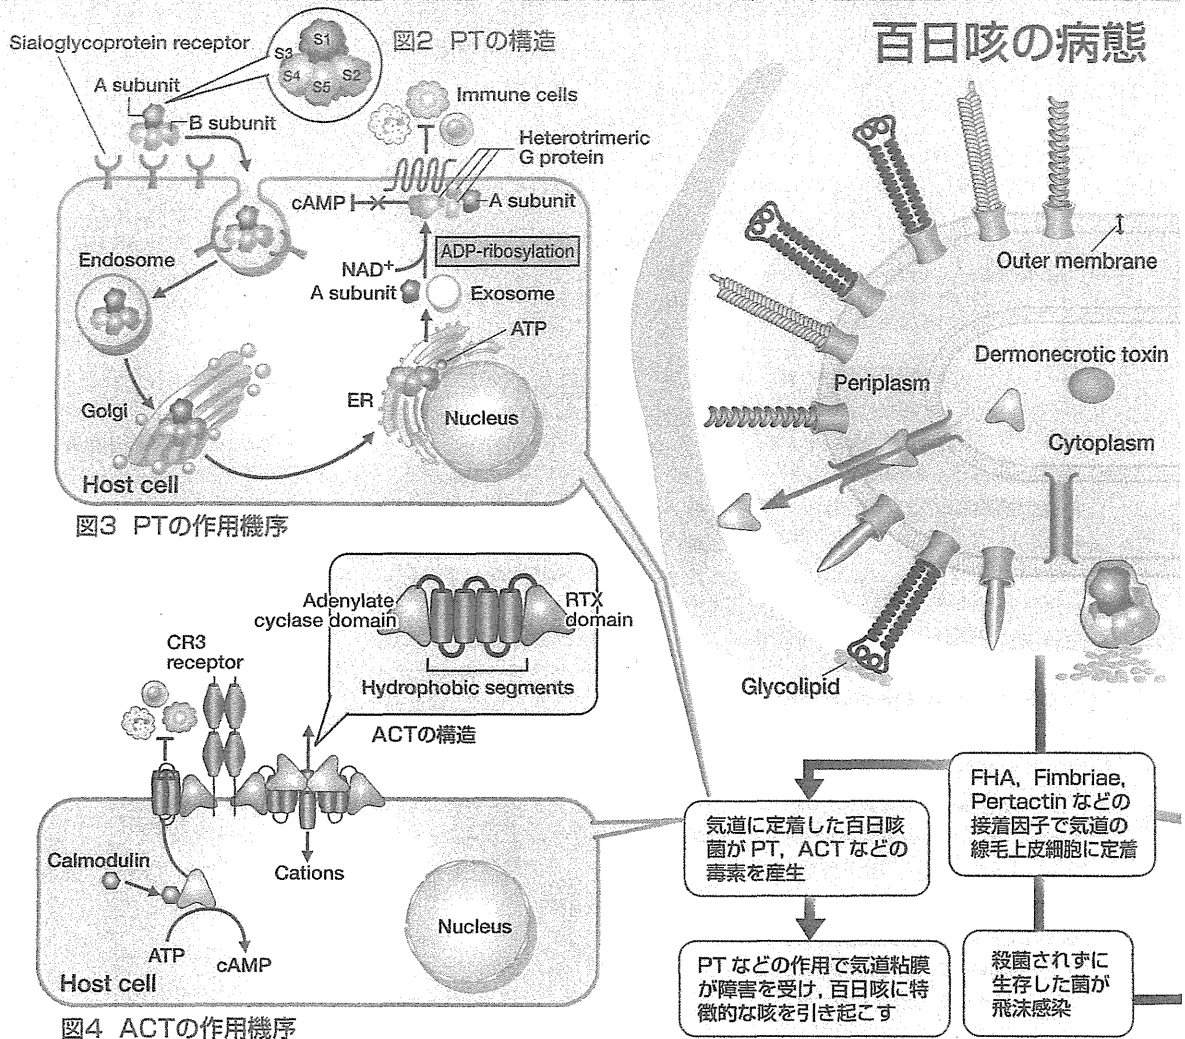 百日咳の病態
図2 PTの構造
Sialoglycoprotein receptor
A subunit
B subunit
S1
S3
S4
S5
S2
Immune cells
Heterotrimeric
G protein
cAMP
A subunit
ADP-ribosylation
NAD+
A subunit
Exosome
Endosome
ATP
Golgi
ER
Nucleus
Host cell
図3 PTの作用機序
Outer membrane
Dermonecrotic toxin
Periplasm
Cytoplasm
Glycolipid
Adenylate
cyclase domain
RTX
domain
Hydrophobic segments
ACTの構造
CR3
receptor
Calmodulin
Cations
ATP
cAMP
Nucleus
Host cell
図4 ACTの作用機序
FHA, Fimbriae,
Pertactin などの
接着因子で気道の
線毛上皮細胞に定着
気道に定着した百日咳
菌が PT, ACT などの
毒素を産生
PT などの作用で気道粘膜
が障害を受け, 百日咳に特
徴的な咳を引き起こす
殺菌されずに
生存した菌が
飛沫感染